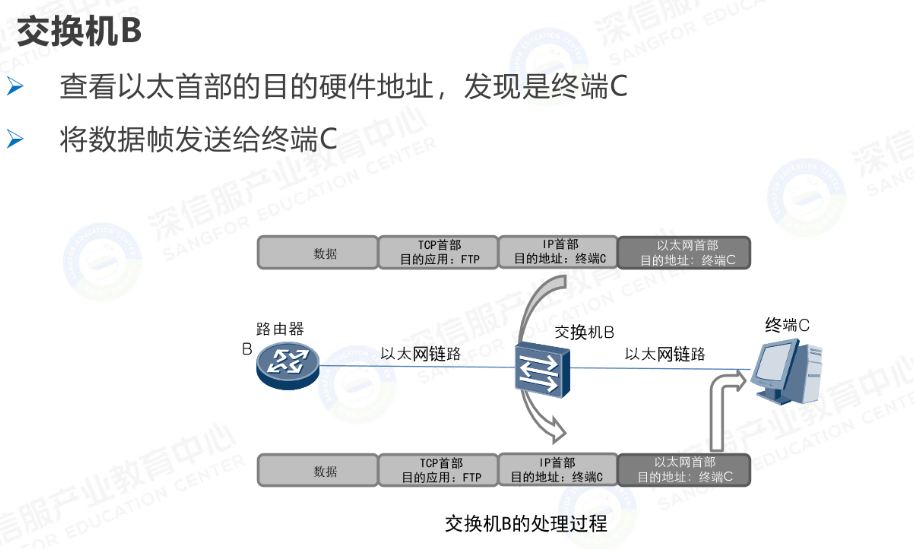 交换机B
查看以太首部的目的硬件地址，发现是终端C
将数据帧发送给终端C
数据
TCP首部
目的应用：FTP
IP首部
目的地址：终端C
以太网首部
目的地址：终端C
路由器
B
以太网链路
交换机B
以太网链路
终端C
数据
TCP首部
目的应用：FTP
IP首部
目的地址：终端C
以太网首部
目的地址：终端C
交换机B的处理过程
深信服产业教育中心
SANGFOR EDUCATION CENTER